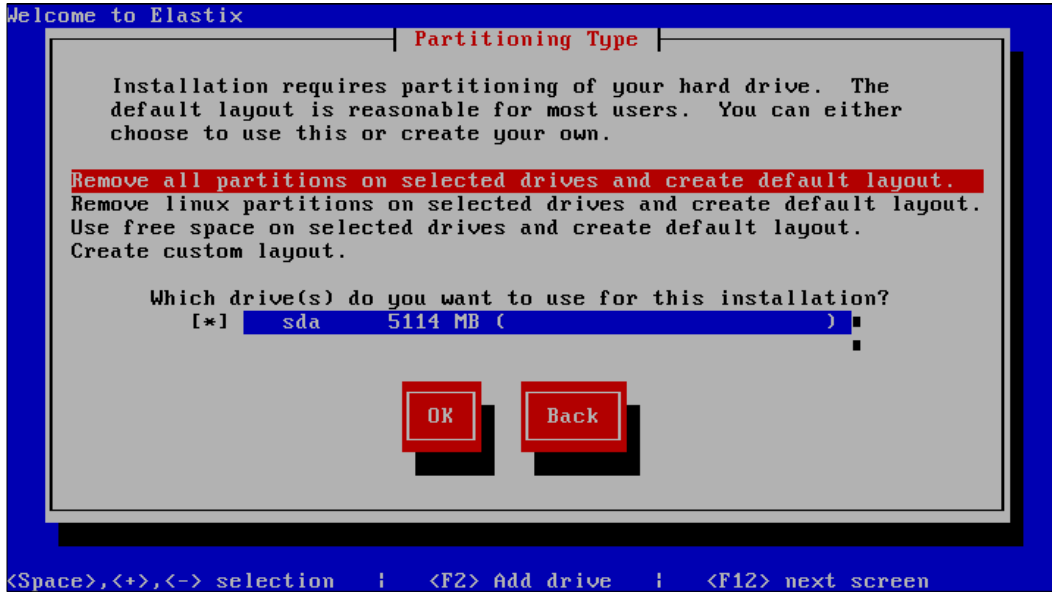 Welcome to Elastix
Partitioning Type
Installation requires partitioning of your hard drive.  The
default layout is reasonable for most users.  You can either
choose to use this or create your own.
Remove all partitions on selected drives and create default layout.
Remove linux partitions on selected drives and create default layout.
Use free space on selected drives and create default layout.
Create custom layout.
Which drive(s) do you want to use for this installation?
[*]   sda     5114 MB (                        )
OK   Back
<Space>,<+>,<-> selection   |   <F2> Add drive   |   <F12> next screen